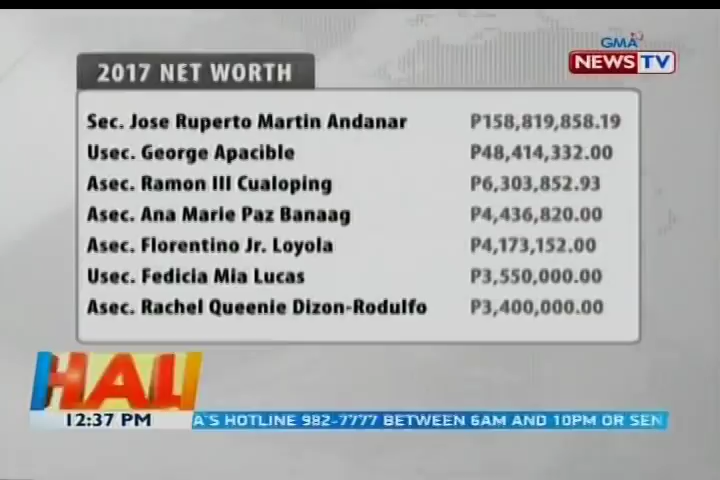 GMA
NEWS TV
2017 NET WORTH
Sec. Jose Ruperto Martin Andanar P158,819,858.19
Usec. George Apacible P48,414,332.00
Asec. Ramon III Cualoping P6,303,852.93
Asec. Ana Marie Paz Banaag P4,436,820.00
Asec. Florentino Jr. Loyola P4,173,152.00
Usec. Fedicia Mia Lucas P3,550,000.00
Asec. Rachel Queenie Dizon-Rodulfo P3,400,000.00
HALI
12:37 PM A'S HOTLINE 982-7777 BETWEEN 6AM AND 10PM OR SEN